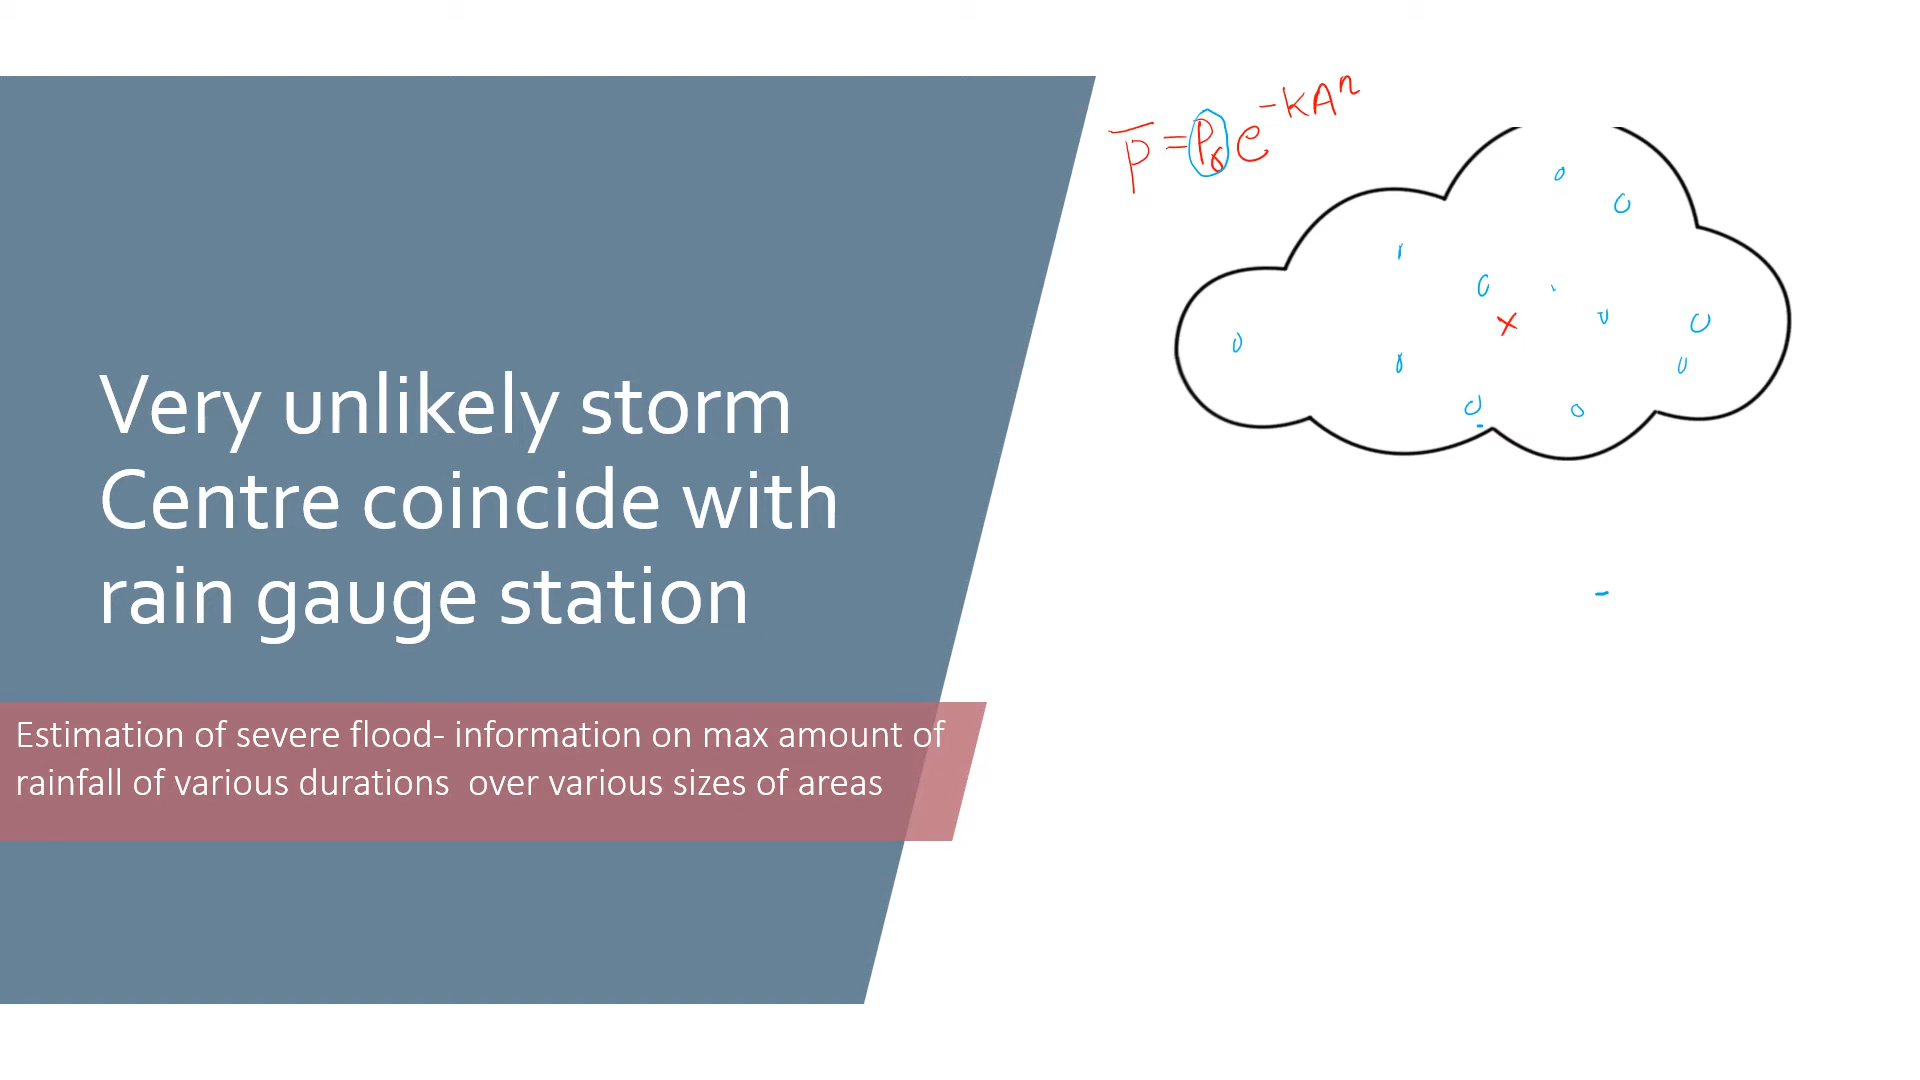 Very unlikely storm
Centre coincide with
rain gauge station
Estimation of severe flood- information on max amount of
rainfall of various durations  over various sizes of areas
p̅ = P₀ e^{-KAⁿ}
x